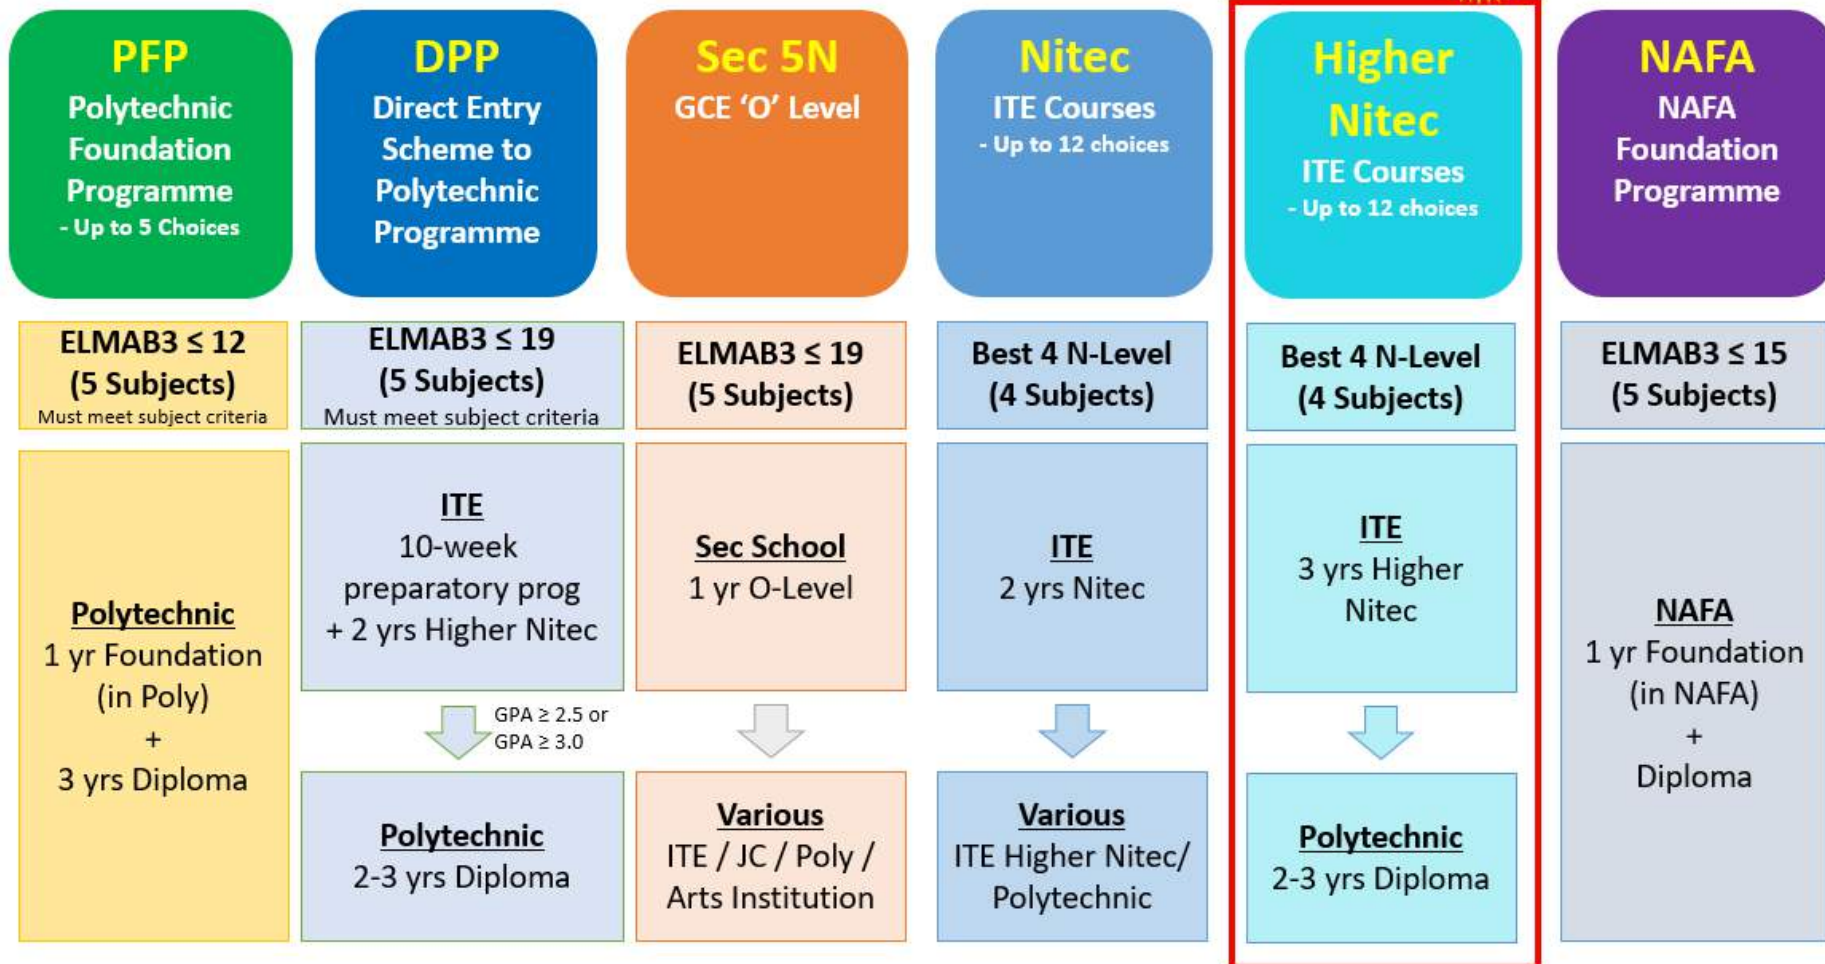 PFP
Polytechnic
Foundation
Programme
- Up to 5 Choices
DPP
Direct Entry
Scheme to
Polytechnic
Programme
Sec 5N
GCE ‘O’ Level
Nitec
ITE Courses
- Up to 12 choices
Higher
Nitec
ITE Courses
- Up to 12 choices
NAFA
NAFA
Foundation
Programme
ELMAB3 ≤ 12
(5 Subjects)
Must meet subject criteria
ELMAB3 ≤ 19
(5 Subjects)
Must meet subject criteria
ELMAB3 ≤ 19
(5 Subjects)
Best 4 N-Level
(4 Subjects)
Best 4 N-Level
(4 Subjects)
ELMAB3 ≤ 15
(5 Subjects)
Polytechnic
1 yr Foundation
(in Poly)
+
3 yrs Diploma
ITE
10-week
preparatory prog
+ 2 yrs Higher Nitec
GPA ≥ 2.5 or
GPA ≥ 3.0
Polytechnic
2-3 yrs Diploma
Sec School
1 yr O-Level
Various
ITE / JC / Poly /
Arts Institution
ITE
2 yrs Nitec
Various
ITE Higher Nitec/
Polytechnic
ITE
3 yrs Higher
Nitec
Polytechnic
2-3 yrs Diploma
NAFA
1 yr Foundation
(in NAFA)
+
Diploma